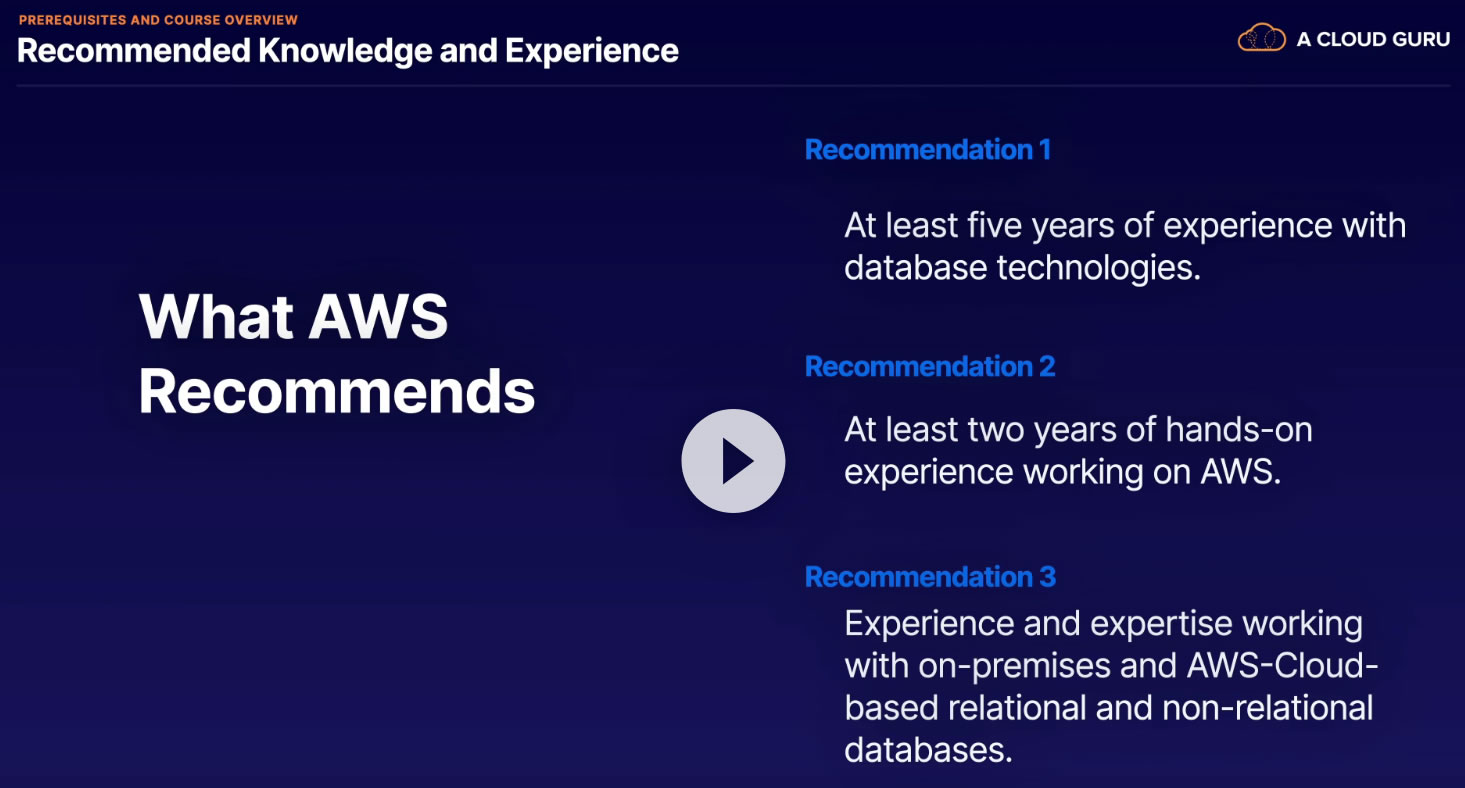 PREREQUISITES AND COURSE OVERVIEW
Recommended Knowledge and Experience
A CLOUD GURU
What AWS
Recommends
Recommendation 1
At least five years of experience with
database technologies.
Recommendation 2
At least two years of hands-on
experience working on AWS.
Recommendation 3
Experience and expertise working
with on-premises and AWS-Cloud-
based relational and non-relational
databases.